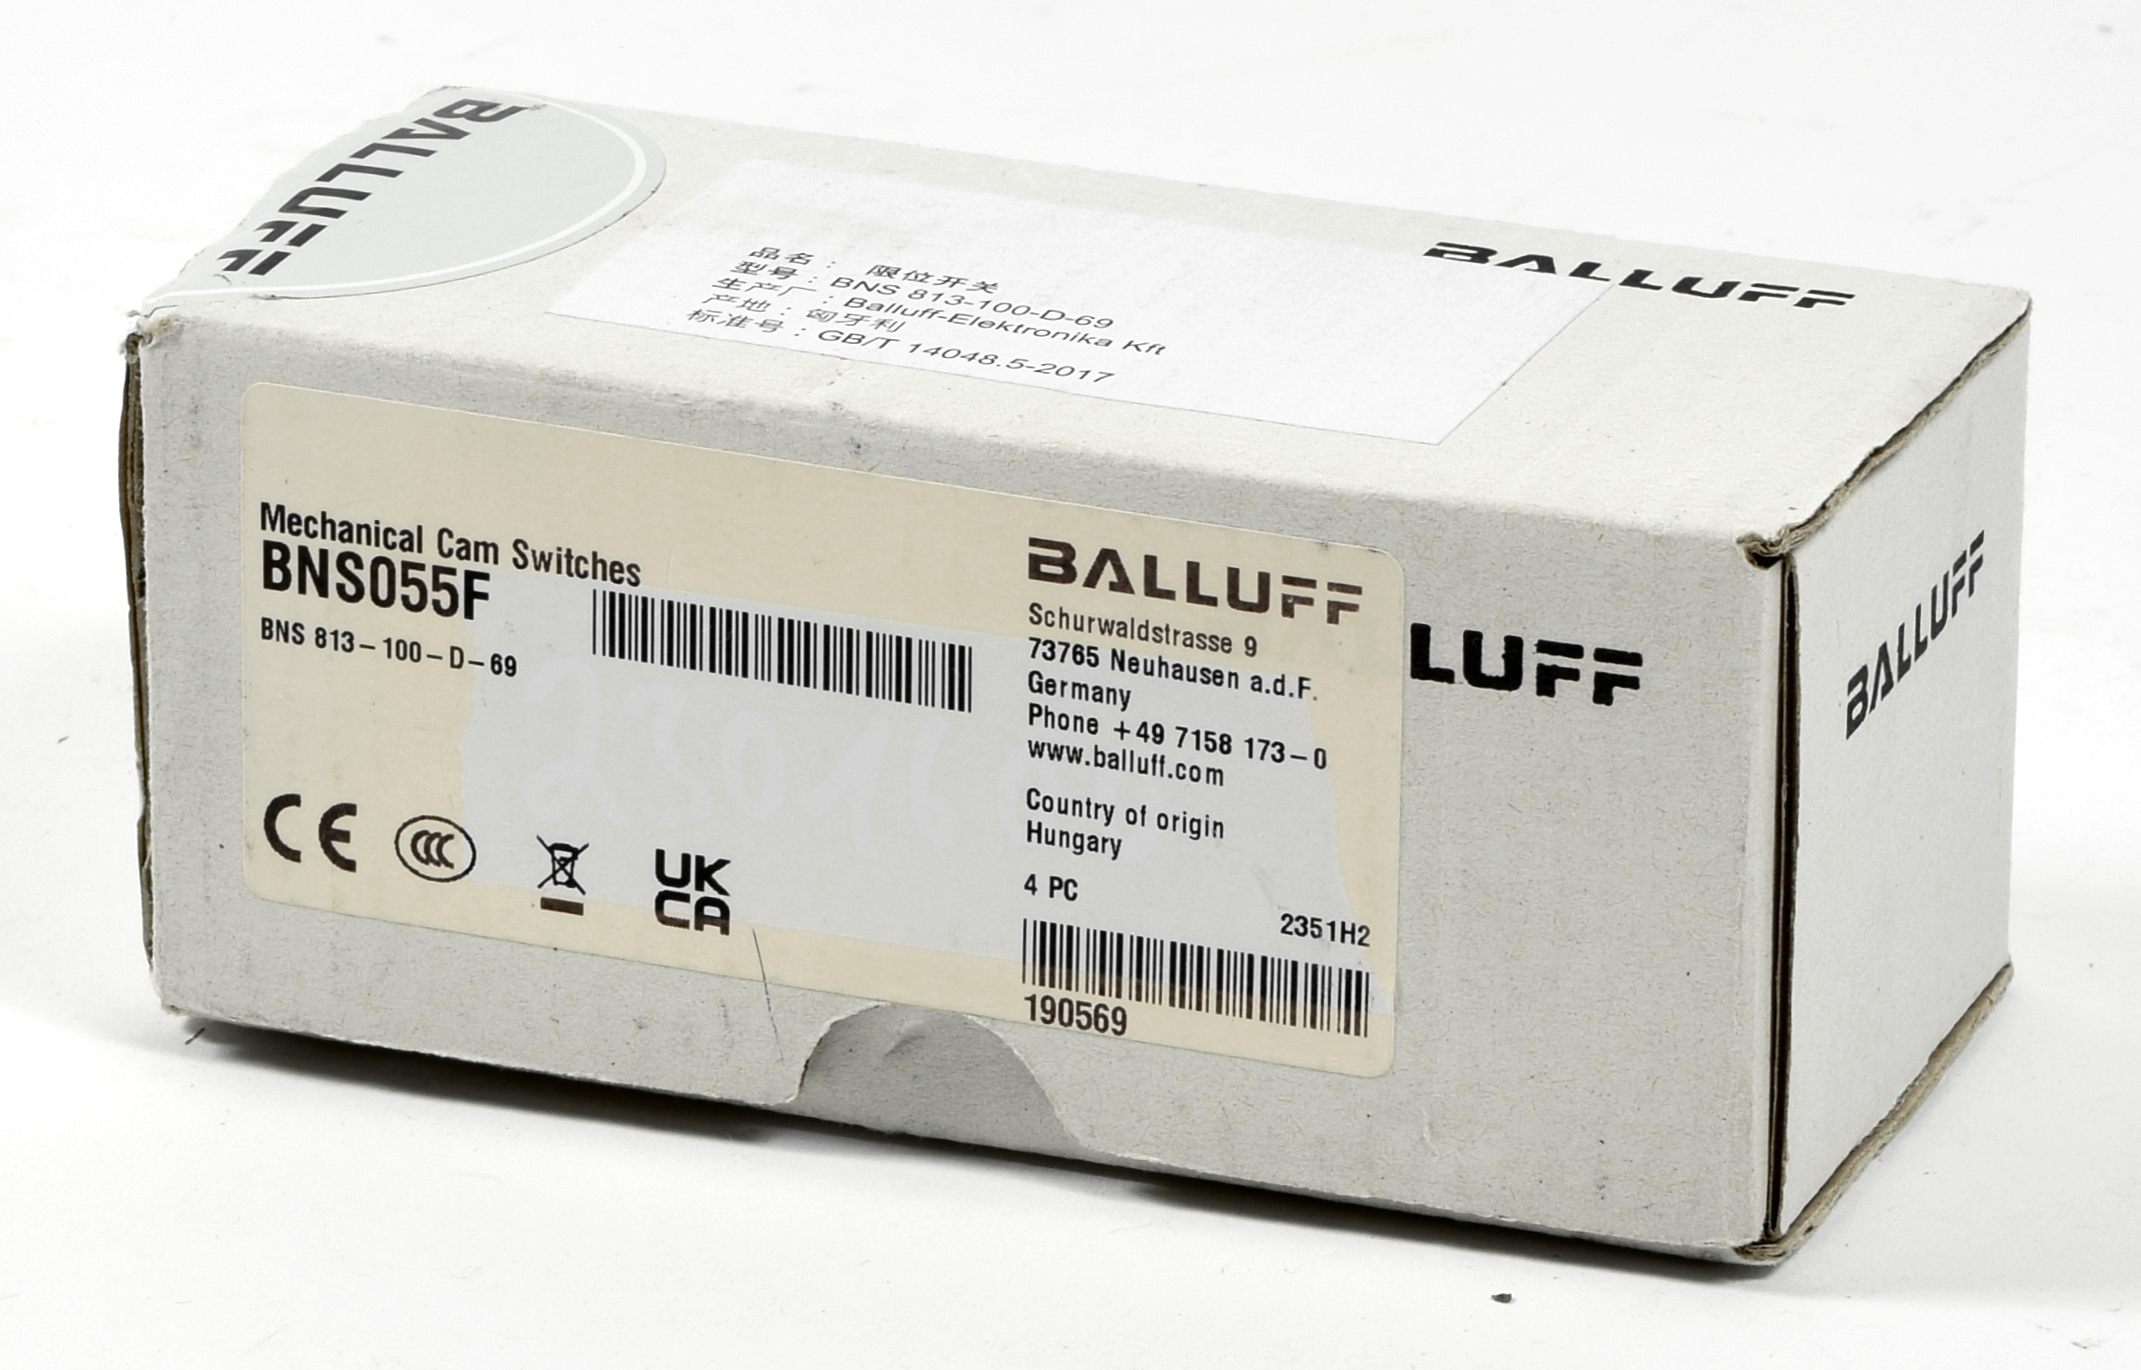 BALLUFF
品名： 限位开关
型号：BNS 813-100-D-69
生产厂：Balluff-Elektronika Kft
产地：匈牙利
标准号：GB/T 14048.5-2017
BALLUFF
Mechanical Cam Switches
BNS055F
BNS 813-100-D-69
CE
CCC
UK
CA
BALLUFF
Schurwaldstrasse 9
73765 Neuhausen a.d.F.
Germany
Phone +49 7158 173-0
www.balluff.com
Country of origin
Hungary
4 PC
2351H2
190569
LUFF
BALLUFF